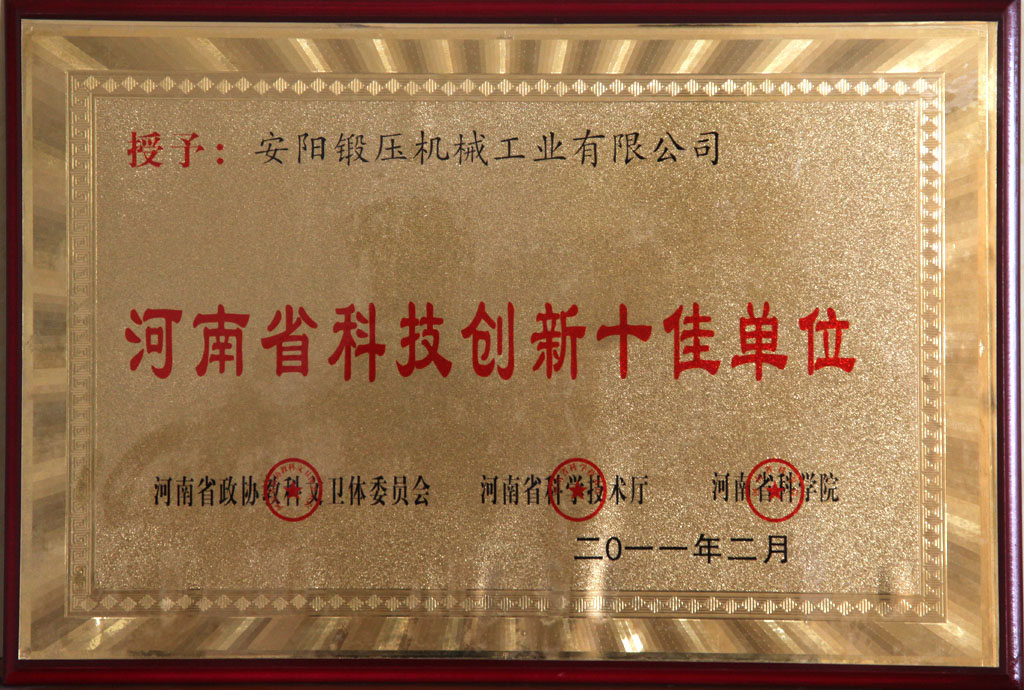 授予：安阳锻压机械工业有限公司
河南省科技创新十佳单位
河南省政协教科文卫体委员会 河南省科学技术厅 河南省科学院
二0一一年二月